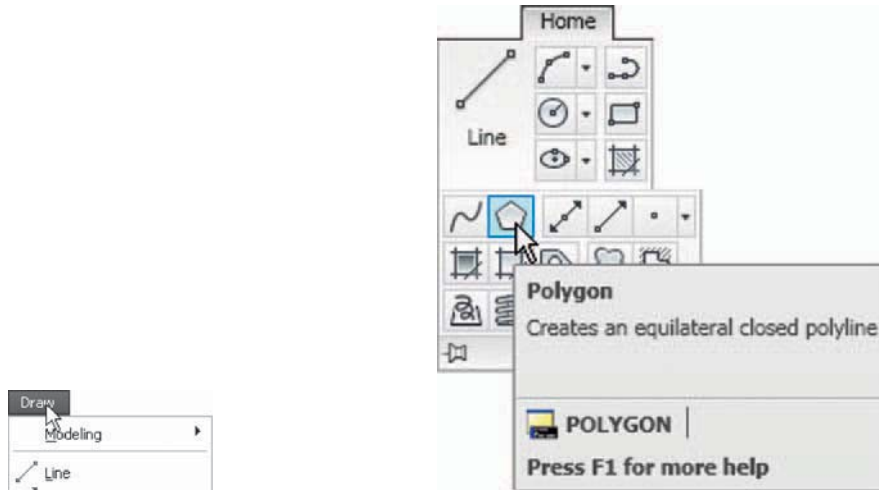 Home
Line
Polygon
Creates an equilateral closed polyline
POLYGON
Press F1 for more help
Draw
Modeling
Line